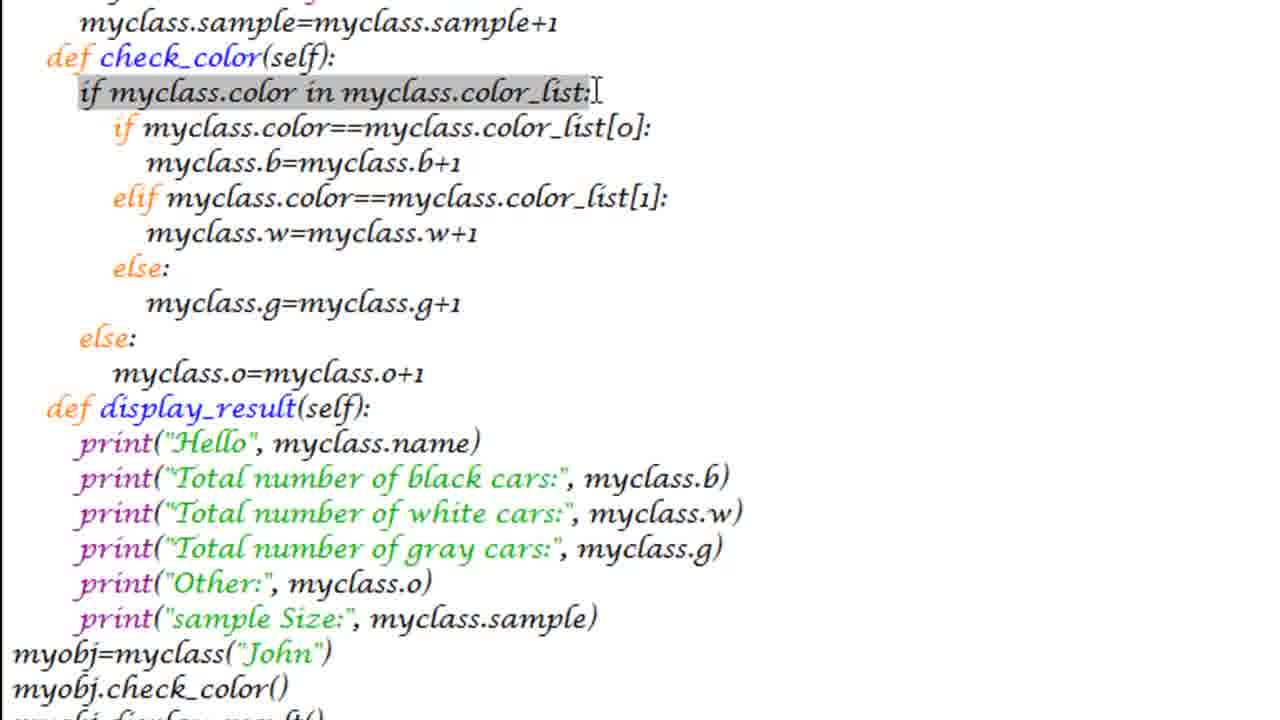 myclass.sample=myclass.sample+1
def check_color(self):
if myclass.color in myclass.color_list:
if myclass.color==myclass.color_list[0]:
myclass.b=myclass.b+1
elif myclass.color==myclass.color_list[1]:
myclass.w=myclass.w+1
else:
myclass.g=myclass.g+1
else:
myclass.o=myclass.o+1
def display_result(self):
print("Hello", myclass.name)
print("Total number of black cars:", myclass.b)
print("Total number of white cars:", myclass.w)
print("Total number of gray cars:", myclass.g)
print("Other:", myclass.o)
print("sample Size:", myclass.sample)
myobj=myclass("John")
myobj.check_color()
myobj.display_result()